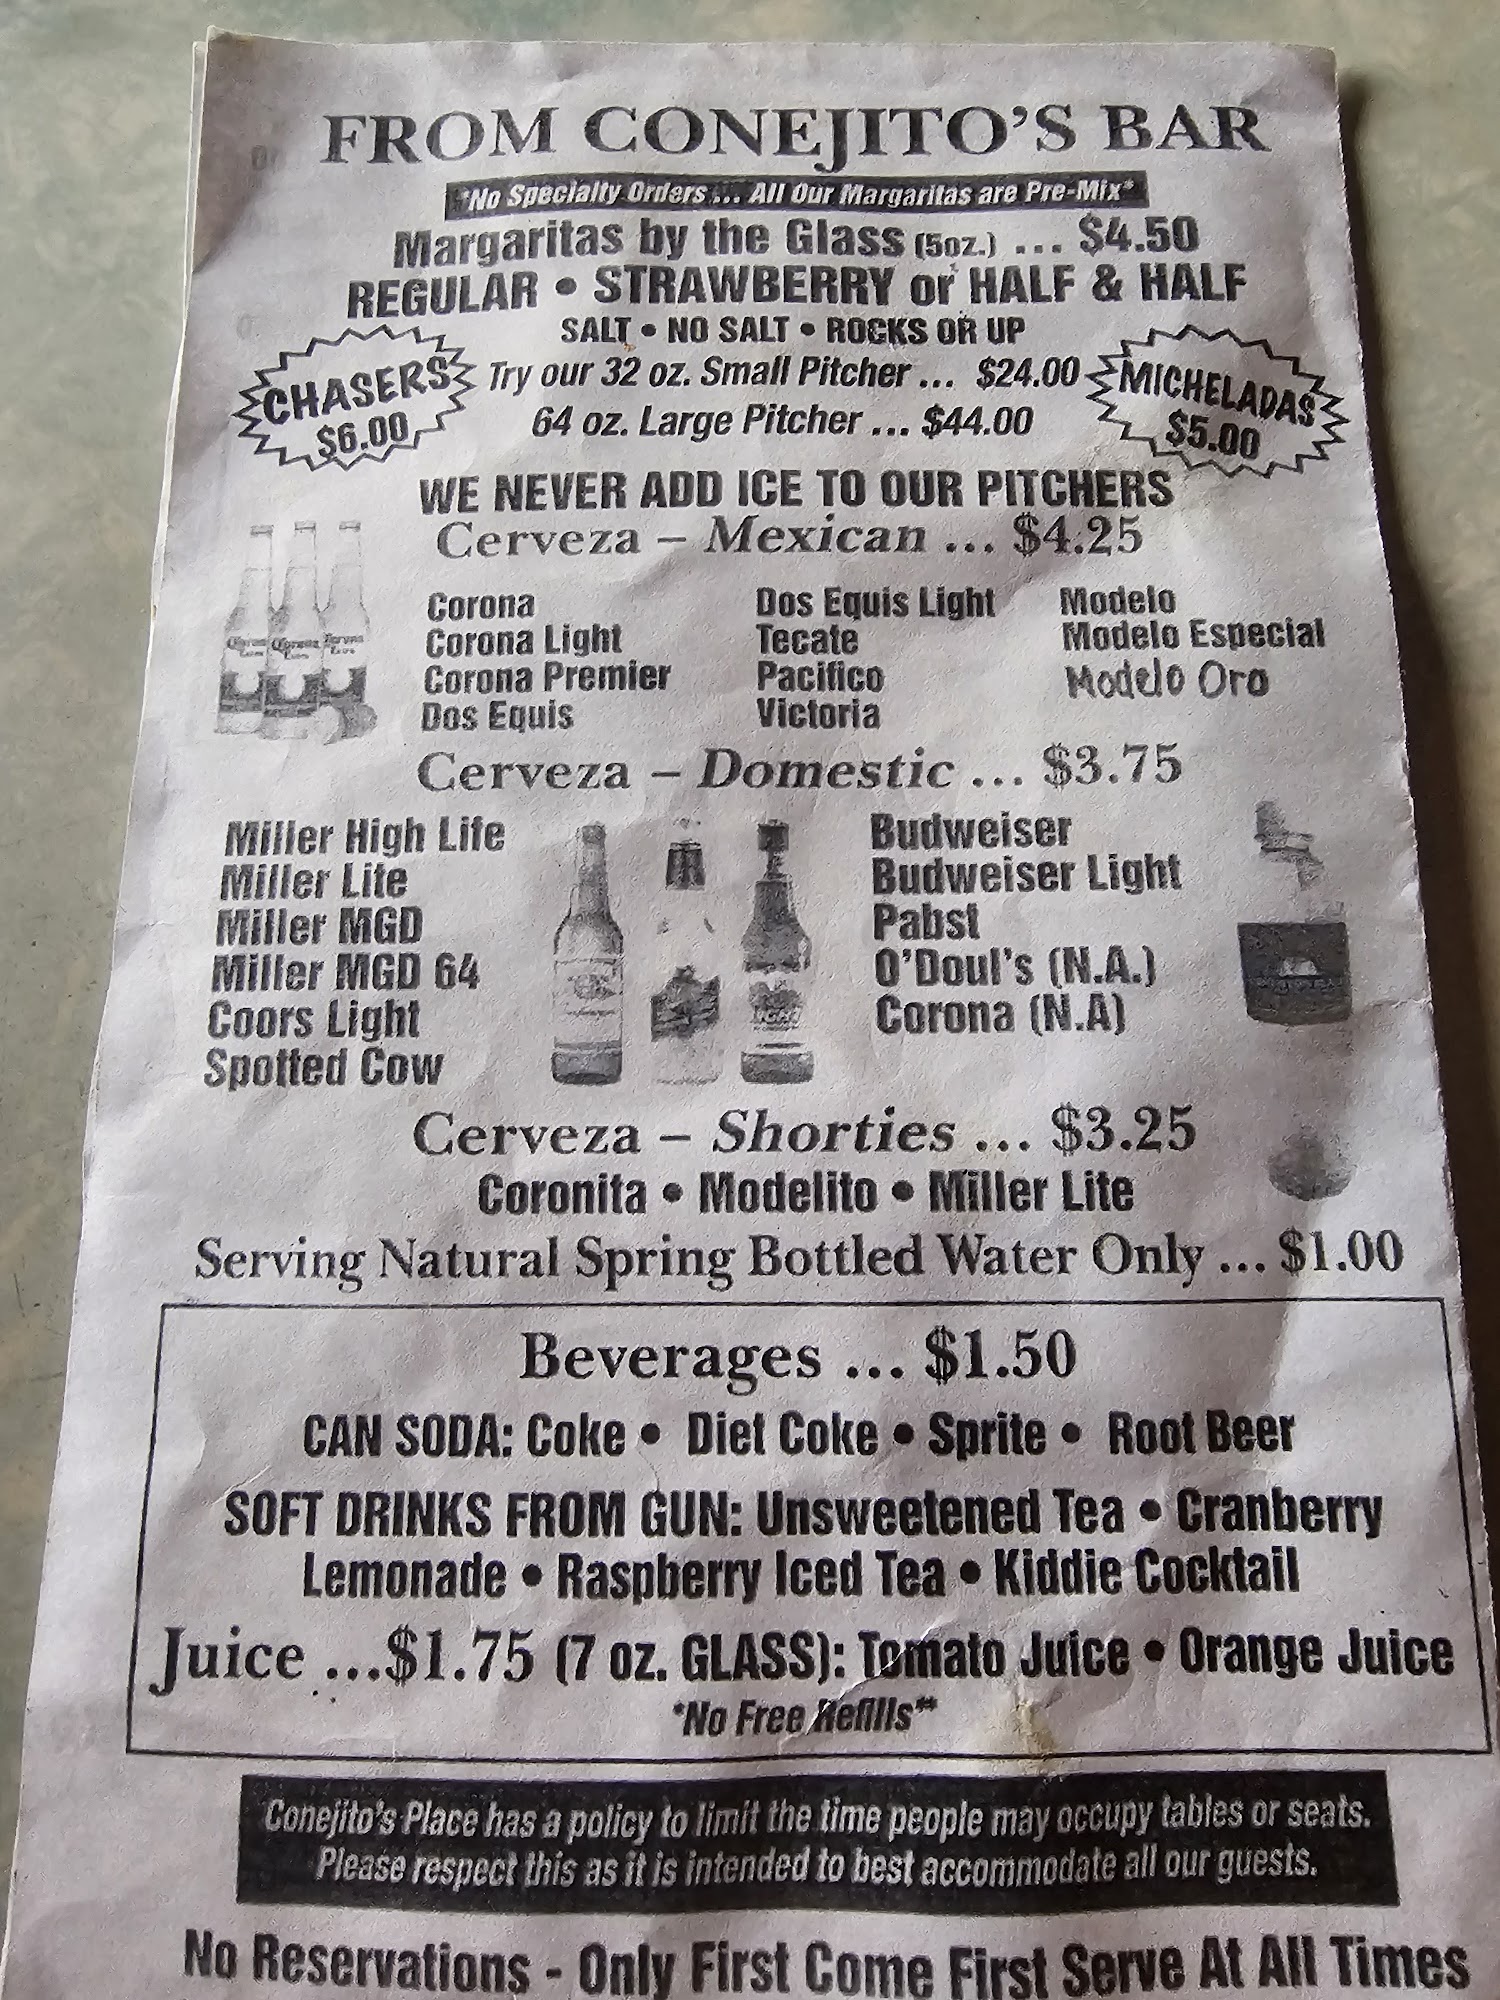 FROM CONEJITO'S BAR
*No Specialty Orders ... All Our Margaritas are Pre-Mix*
Margaritas by the Glass (5oz.) ... $4.50
REGULAR • STRAWBERRY or HALF & HALF
SALT • NO SALT • ROCKS OR UP
CHASERS
$6.00
Try our 32 oz. Small Pitcher ... $24.00
64 oz. Large Pitcher ... $44.00
MICHELADAS
$5.00
WE NEVER ADD ICE TO OUR PITCHERS
Cerveza – Mexican ... $4.25
Corona
Corona Light
Corona Premier
Dos Equis
Dos Equis Light
Tecate
Pacifico
Victoria
Modelo
Modelo Especial
Modelo Oro
Cerveza – Domestic ... $3.75
Miller High Life
Miller Lite
Miller MGD
Miller MGD 64
Coors Light
Spotted Cow
Budweiser
Budweiser Light
Pabst
O'Doul's (N.A.)
Corona (N.A)
Cerveza – Shorties ... $3.25
Coronita • Modelito • Miller Lite
Serving Natural Spring Bottled Water Only ... $1.00
Beverages ... $1.50
CAN SODA: Coke • Diet Coke • Sprite • Root Beer
SOFT DRINKS FROM GUN: Unsweetened Tea • Cranberry
Lemonade • Raspberry Iced Tea • Kiddie Cocktail
Juice ...$1.75 (7 oz. GLASS): Tomato Juice • Orange Juice
*No Free Refills**
Conejito's Place has a policy to limit the time people may occupy tables or seats.
Please respect this as it is intended to best accommodate all our guests.
No Reservations - Only First Come First Serve At All Times